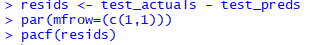 > resids <- test_actuals - test_preds
> par(mfrow=(c(1,1)))
> pacf(resids)